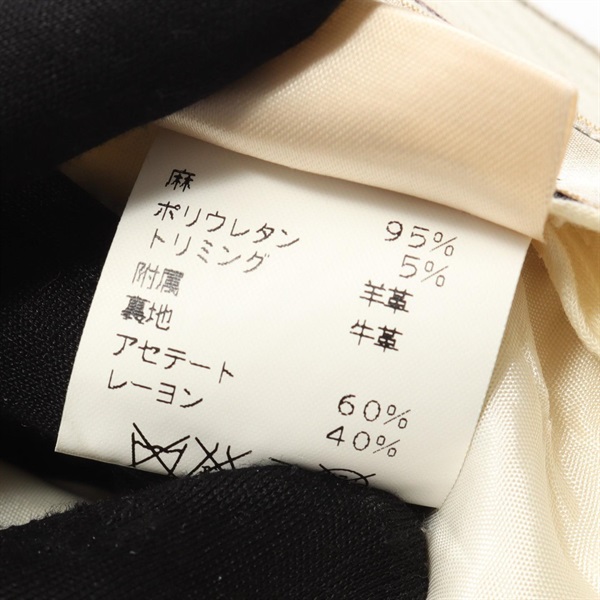 麻 95%
ポリウレタン 5%
トリミング 羊革
附属 牛革
裏地
アセテート 60%
レーヨン 40%